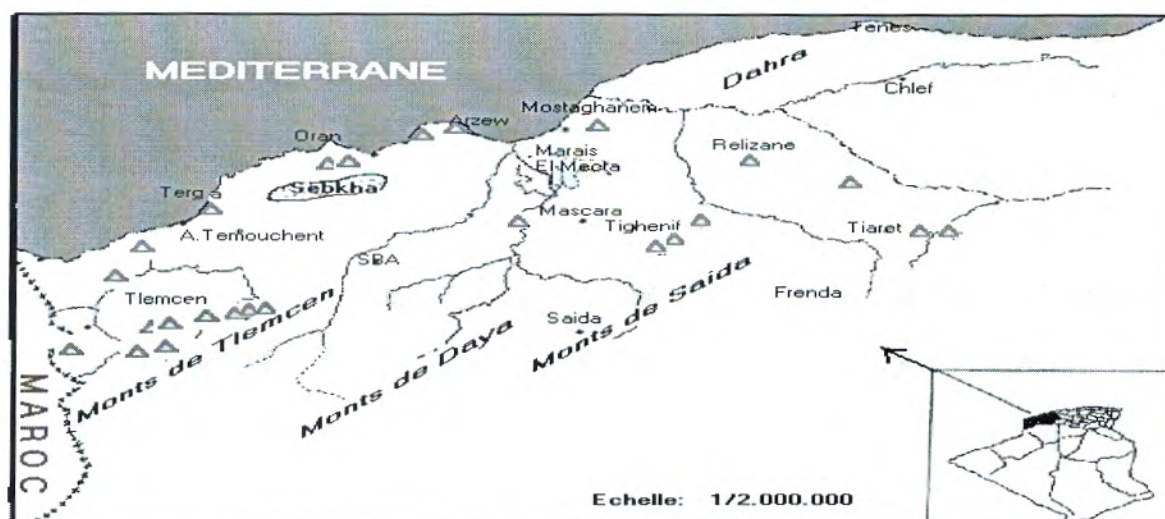 MEDITERRANE
Tenes
Dahra
Chlef
Mostaghanem
Arzew
Oran
Marais
El Mecta
Relizane
Sebkha
Terga
Mascara
A.Temouchent
Tighenif
Tiaret
SBA
Tlemcen
Frenda
Saida
Monts de Tlemcen
Monts de Daya
Monts de Saida
MAROC
Echelle: 1/2.000.000